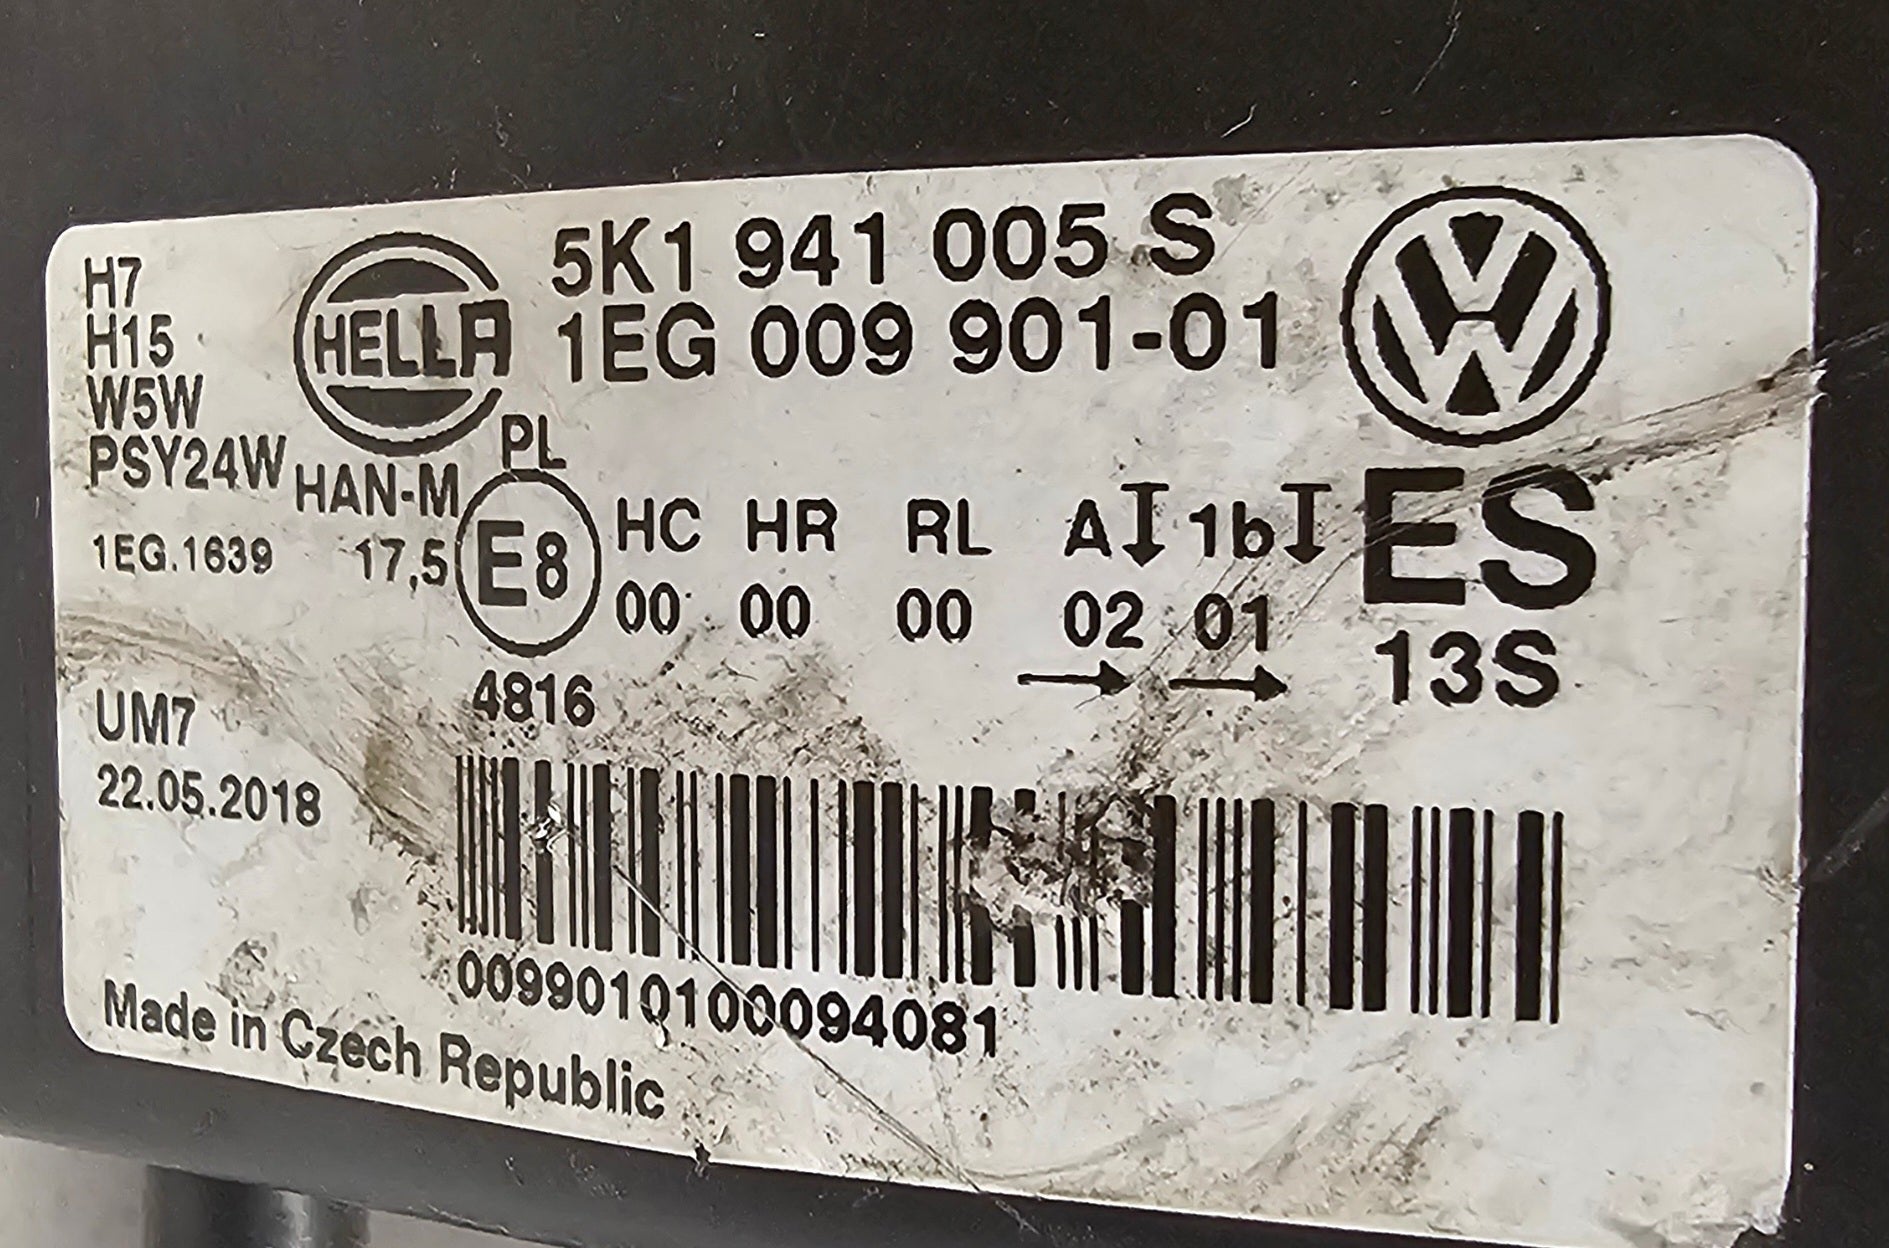 5K1 941 005 S
1EG 009 901-01
HELLA
H7
H15
W5W
PSY24W
HAN-M
PL
1EG.1639
17,5
E8
HC HR RL A 1b
00 00 00 02 01
→ →
ES
13S
4816
UM7
22.05.2018
009901010009​4081
Made in Czech Republic